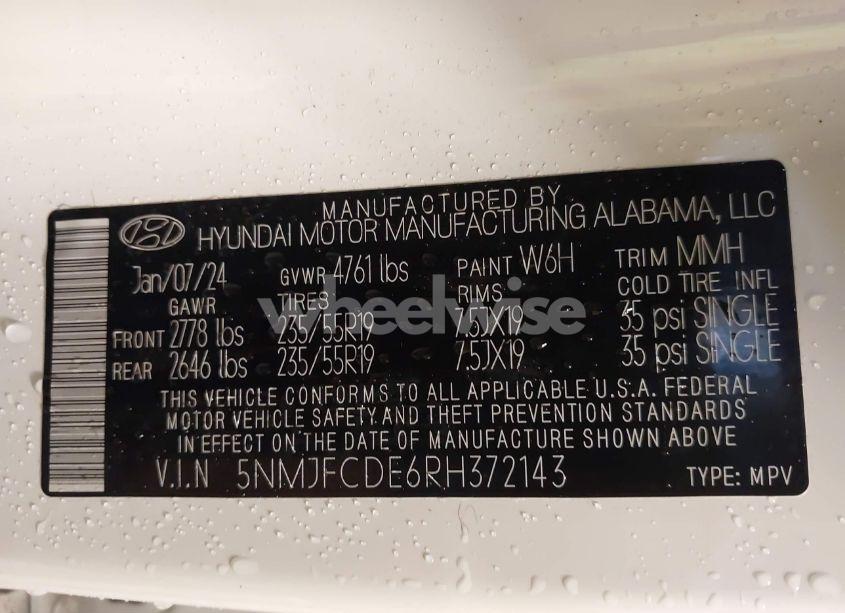 MANUFACTURED BY
HYUNDAI MOTOR MANUFACTURING ALABAMA, LLC
Jan/07/24 GVWR 4761 lbs PAINT W6H TRIM MMH
GAWR TIRES RIMS COLD TIRE INFL
FRONT 2778 lbs 235/55R19 7.5JX19 35 psi SINGLE
REAR 2646 lbs 235/55R19 7.5JX19 35 psi SINGLE
wheelwise
THIS VEHICLE CONFORMS TO ALL APPLICABLE U.S.A. FEDERAL
MOTOR VEHICLE SAFETY AND THEFT PREVENTION STANDARDS
IN EFFECT ON THE DATE OF MANUFACTURE SHOWN ABOVE
V.I.N 5NMJFCDE6RH372143 TYPE: MPV